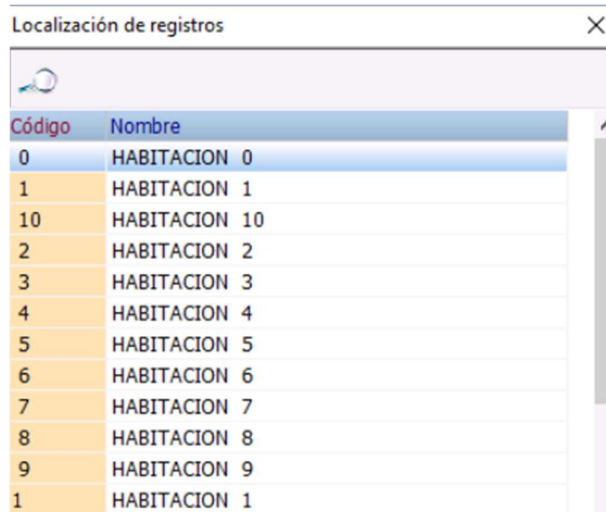 Localización de registros
Código Nombre
0 HABITACION 0
1 HABITACION 1
10 HABITACION 10
2 HABITACION 2
3 HABITACION 3
4 HABITACION 4
5 HABITACION 5
6 HABITACION 6
7 HABITACION 7
8 HABITACION 8
9 HABITACION 9
1 HABITACION 1